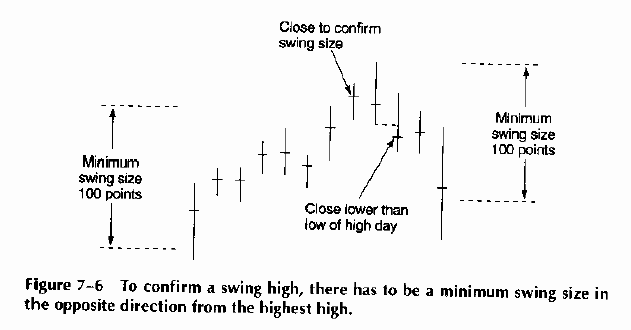 Close to confirm
swing size
Minimum
swing size
100 points
Minimum
swing size
100 points
Close lower than
low of high day
Figure 7–6 To confirm a swing high, there has to be a minimum swing size in
the opposite direction from the highest high.